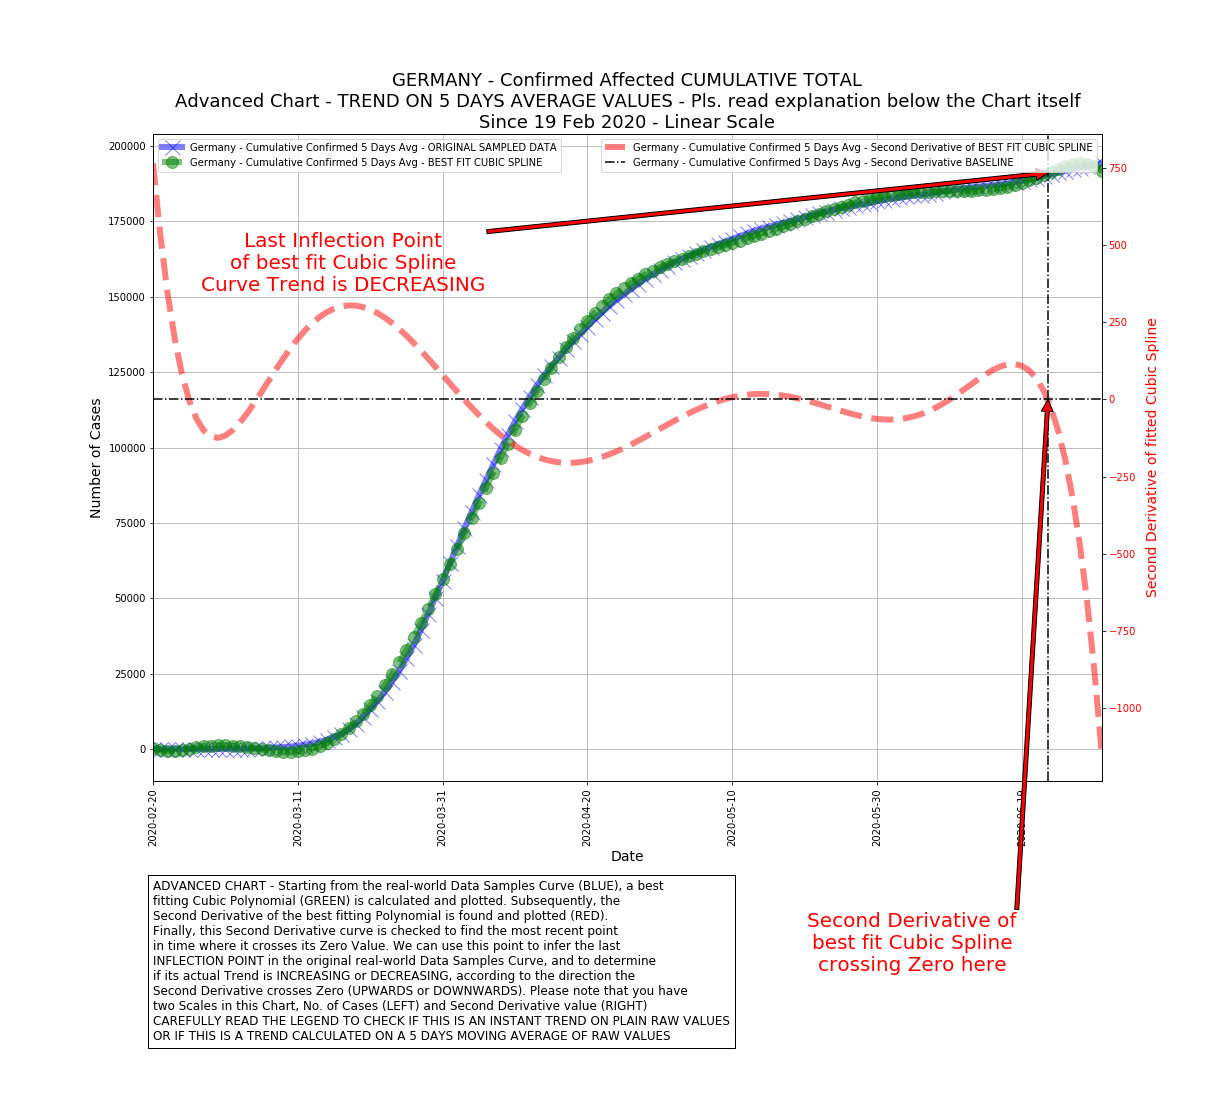 GERMANY - Confirmed Affected CUMULATIVE TOTAL
Advanced Chart - TREND ON 5 DAYS AVERAGE VALUES - Pls. read explanation below the Chart itself
Since 19 Feb 2020 - Linear Scale
Germany - Cumulative Confirmed 5 Days Avg - ORIGINAL SAMPLED DATA
Germany - Cumulative Confirmed 5 Days Avg - BEST FIT CUBIC SPLINE
Germany - Cumulative Confirmed 5 Days Avg - Second Derivative of BEST FIT CUBIC SPLINE
Germany - Cumulative Confirmed 5 Days Avg - Second Derivative BASELINE
Last Inflection Point
of best fit Cubic Spline
Curve Trend is DECREASING
Number of Cases
200000
175000
150000
125000
100000
75000
50000
25000
0
Second Derivative of fitted Cubic Spline
750
500
250
0
−250
−500
−750
−1000
2020-02-20
2020-03-11
2020-03-31
2020-04-20
2020-05-10
2020-05-30
2020-06-19
Date
Second Derivative of
best fit Cubic Spline
crossing Zero here
ADVANCED CHART - Starting from the real-world Data Samples Curve (BLUE), a best
fitting Cubic Polynomial (GREEN) is calculated and plotted. Subsequently, the
Second Derivative of the best fitting Polynomial is found and plotted (RED).
Finally, this Second Derivative curve is checked to find the most recent point
in time where it crosses its Zero Value. We can use this point to infer the last
INFLECTION POINT in the original real-world Data Samples Curve, and to determine
if its actual Trend is INCREASING or DECREASING, according to the direction the
Second Derivative crosses Zero (UPWARDS or DOWNWARDS). Please note that you have
two Scales in this Chart, No. of Cases (LEFT) and Second Derivative value (RIGHT)
CAREFULLY READ THE LEGEND TO CHECK IF THIS IS AN INSTANT TREND ON PLAIN RAW VALUES
OR IF THIS IS A TREND CALCULATED ON A 5 DAYS MOVING AVERAGE OF RAW VALUES